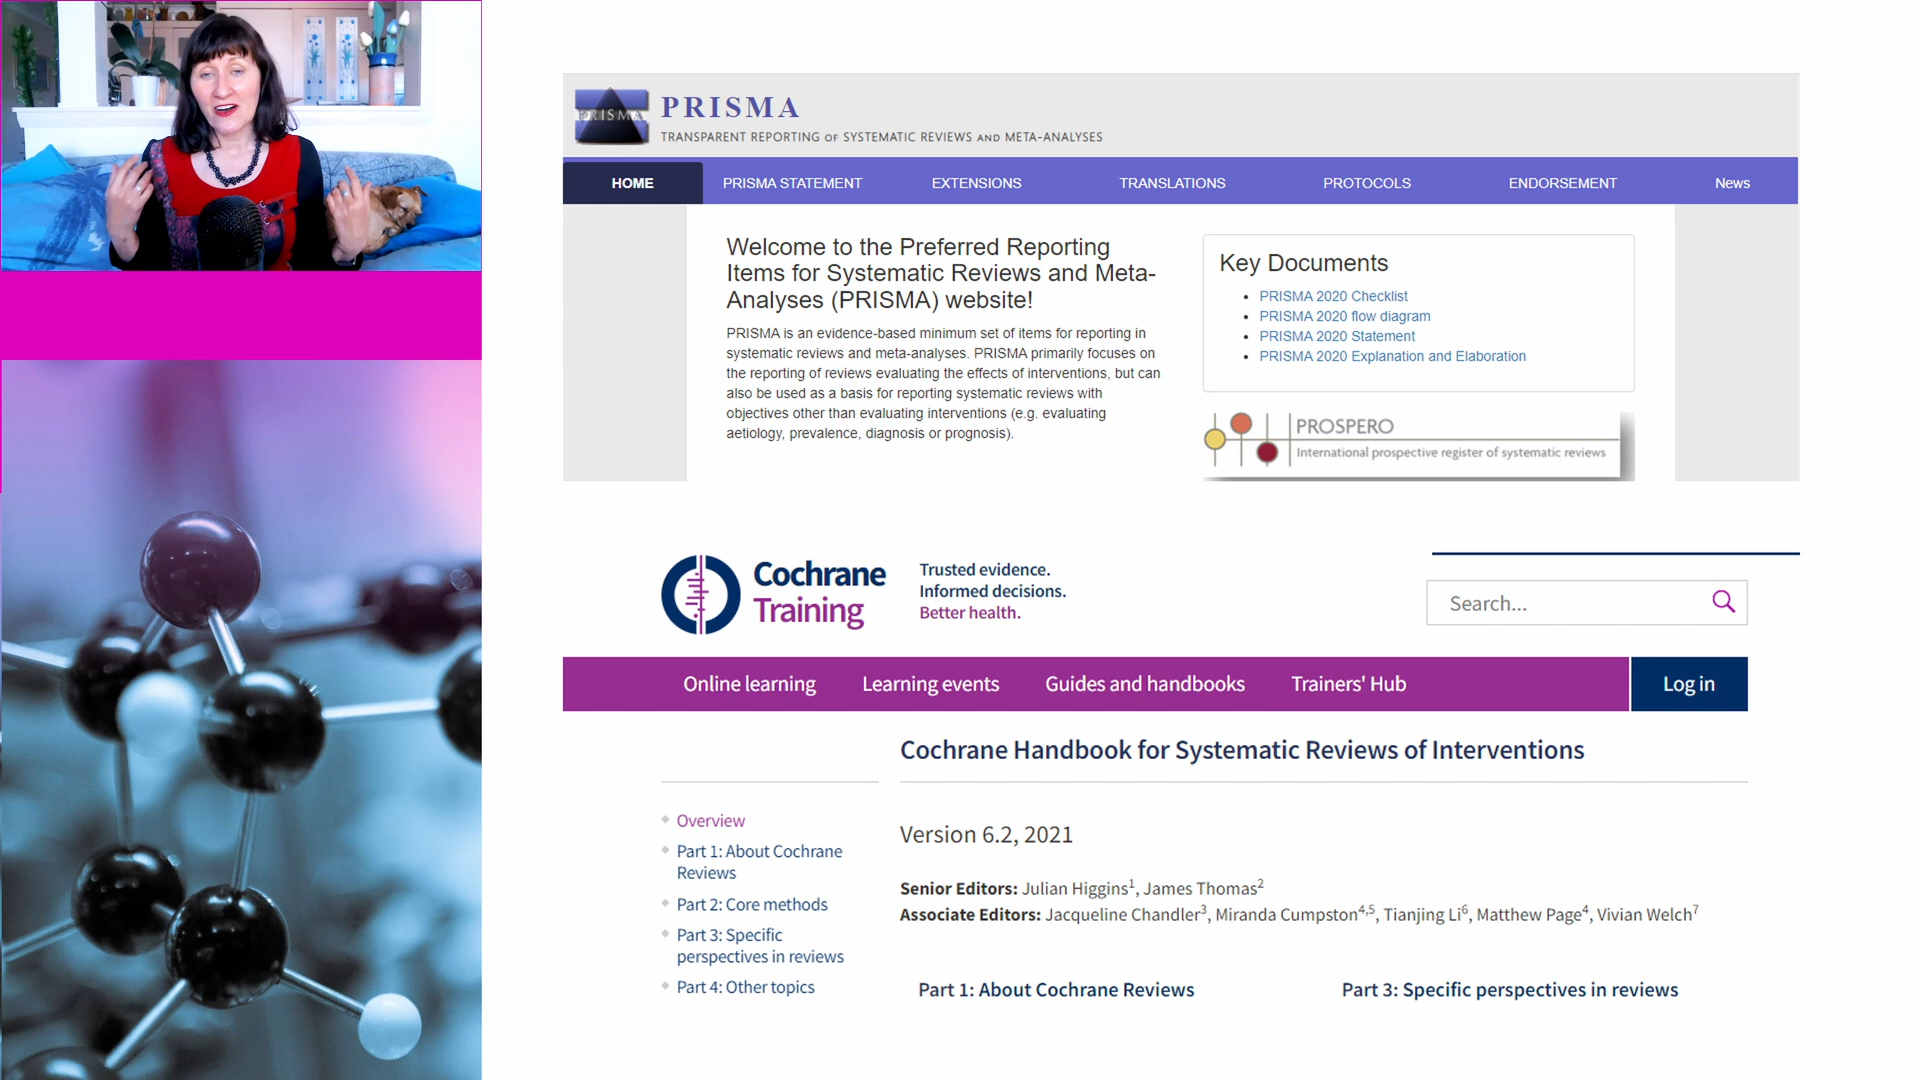 PRISMA
PRISMA
TRANSPARENT REPORTING OF SYSTEMATIC REVIEWS AND META-ANALYSES
HOME PRISMA STATEMENT EXTENSIONS TRANSLATIONS PROTOCOLS ENDORSEMENT News
Welcome to the Preferred Reporting
Items for Systematic Reviews and Meta-
Analyses (PRISMA) website!
PRISMA is an evidence-based minimum set of items for reporting in
systematic reviews and meta-analyses. PRISMA primarily focuses on
the reporting of reviews evaluating the effects of interventions, but can
also be used as a basis for reporting systematic reviews with
objectives other than evaluating interventions (e.g. evaluating
aetiology, prevalence, diagnosis or prognosis).
Key Documents
• PRISMA 2020 Checklist
• PRISMA 2020 flow diagram
• PRISMA 2020 Statement
• PRISMA 2020 Explanation and Elaboration
PROSPERO
International prospective register of systematic reviews
Cochrane
Training
Trusted evidence.
Informed decisions.
Better health.
Search...
Online learning Learning events Guides and handbooks Trainers' Hub Log in
Cochrane Handbook for Systematic Reviews of Interventions
Overview
Part 1: About Cochrane
Reviews
Part 2: Core methods
Part 3: Specific
perspectives in reviews
Part 4: Other topics
Version 6.2, 2021
Senior Editors: Julian Higgins¹, James Thomas²
Associate Editors: Jacqueline Chandler³, Miranda Cumpston⁴,⁵, Tianjing Li⁶, Matthew Page⁴, Vivian Welch⁷
Part 1: About Cochrane Reviews
Part 3: Specific perspectives in reviews